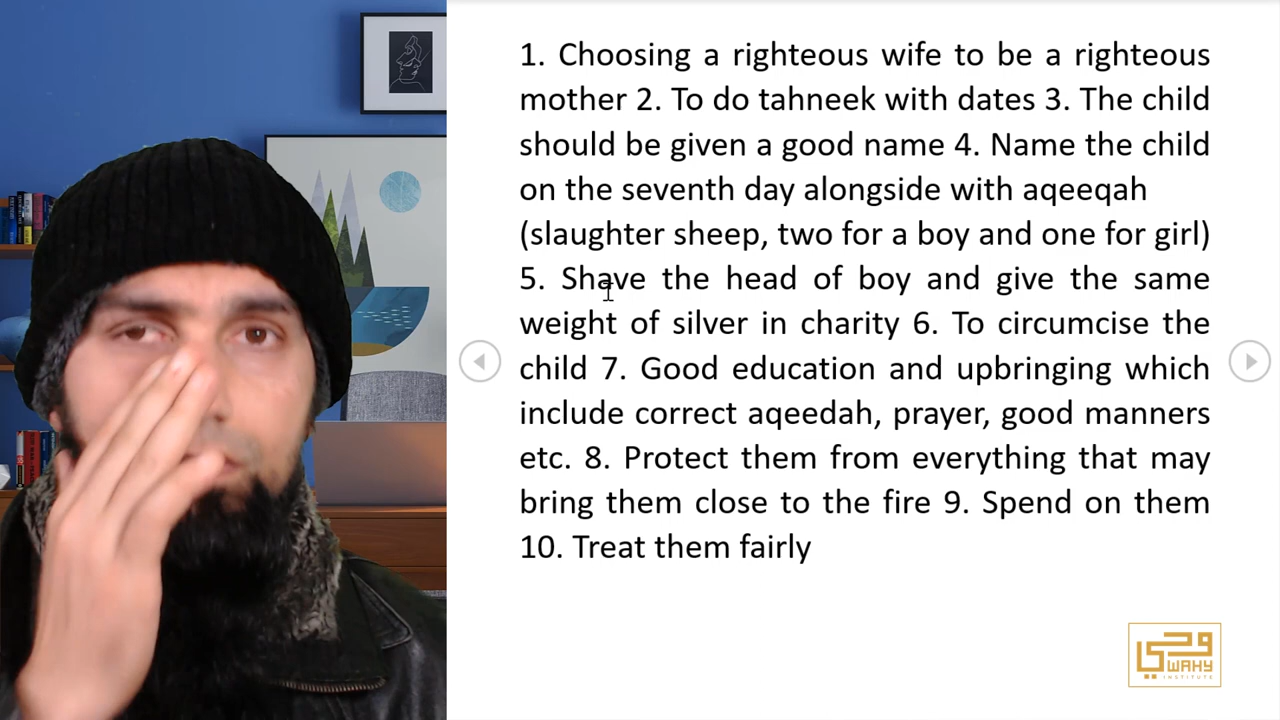 1. Choosing a righteous wife to be a righteous
mother 2. To do tahneek with dates 3. The child
should be given a good name 4. Name the child
on the seventh day alongside with aqeeqah
(slaughter sheep, two for a boy and one for girl)
5. Shave the head of boy and give the same
weight of silver in charity 6. To circumcise the
child 7. Good education and upbringing which
include correct aqeedah, prayer, good manners
etc. 8. Protect them from everything that may
bring them close to the fire 9. Spend on them
10. Treat them fairly
وحي
WAHY
INSTITUTE